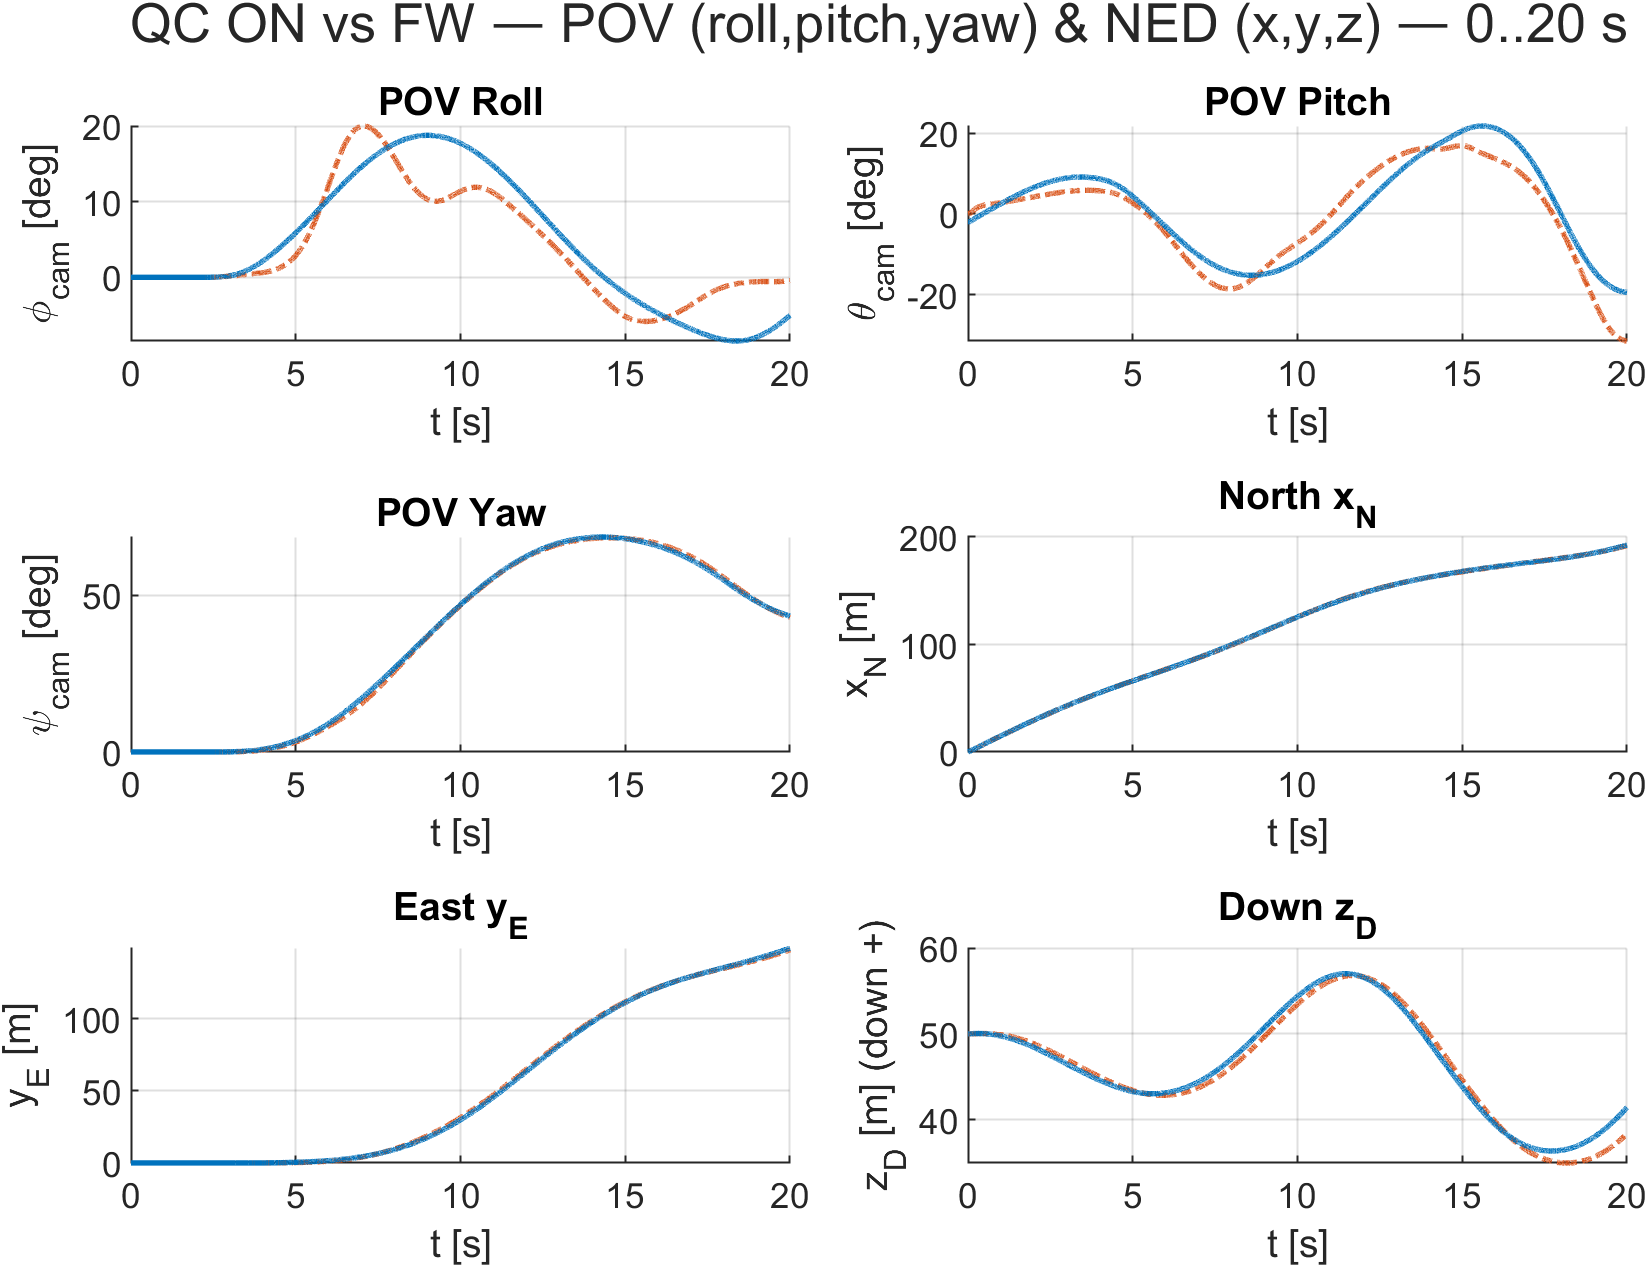 QC ON vs FW — POV (roll,pitch,yaw) & NED (x,y,z) — 0..20 s
POV Roll
ϕcam [deg]
20
10
0
0 5 10 15 20
t [s]
POV Pitch
θcam [deg]
20
0
-20
0 5 10 15 20
t [s]
POV Yaw
ψcam [deg]
50
0
0 5 10 15 20
t [s]
North xN
xN [m]
200
100
0
0 5 10 15 20
t [s]
East yE
yE [m]
100
50
0
0 5 10 15 20
t [s]
Down zD
zD [m] (down +)
60
50
40
0 5 10 15 20
t [s]